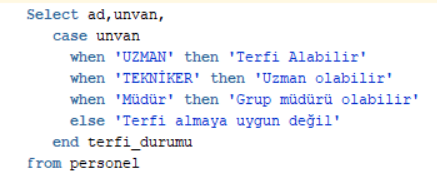 Select ad,unvan,
case unvan
when 'UZMAN' then 'Terfi Alabilir'
when 'TEKNİKER' then 'Uzman olabilir'
when 'Müdür' then 'Grup müdürü olabilir'
else 'Terfi almaya uygun değil'
end terfi_durumu
from personel